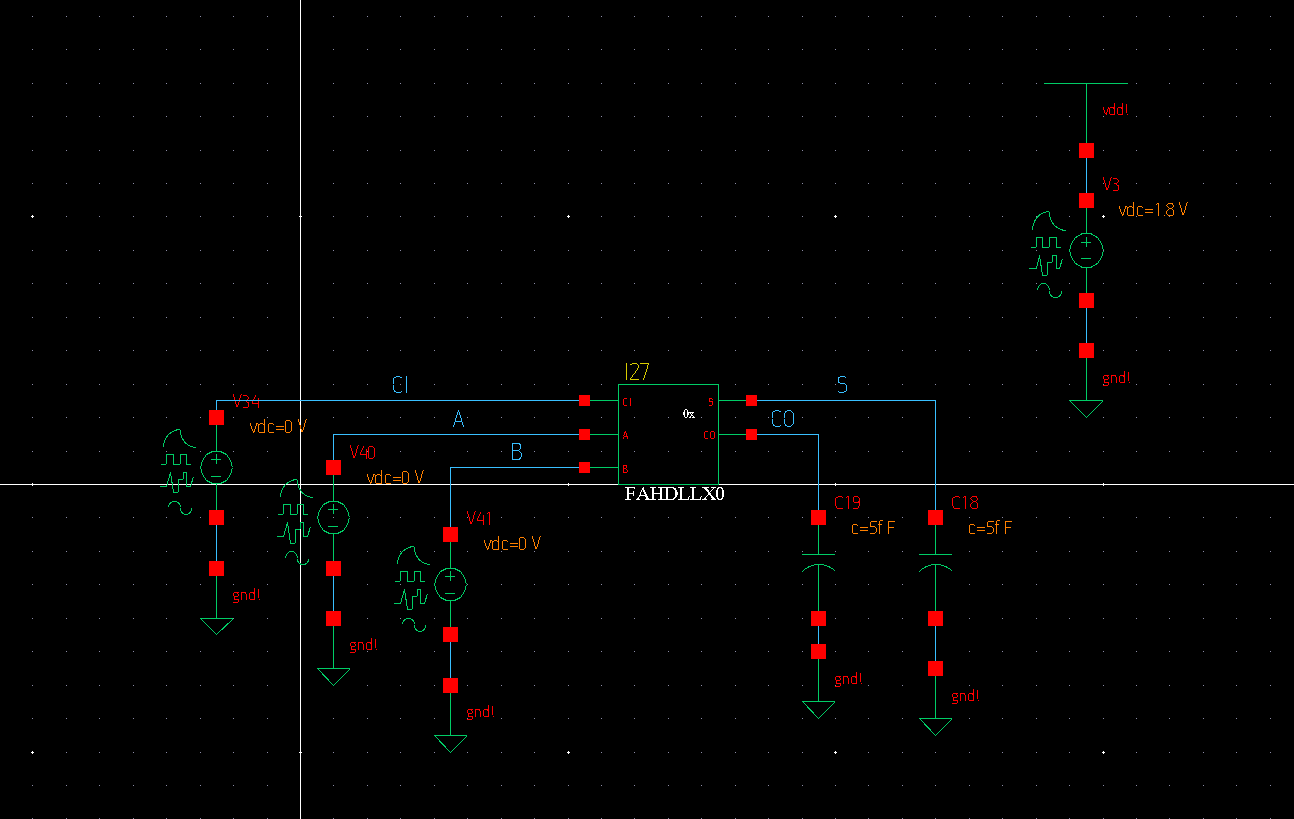 vdd!
V3
vdc=1.8 V
gnd!
I27
CI
S
V34
vdc=0 V
CI
S
0x
A
CO
A
CO
B
B
V40
vdc=0 V
FAHDLLX0
V41
vdc=0 V
C19
c=5f F
C18
c=5f F
gnd!
gnd!
gnd!
gnd!
gnd!